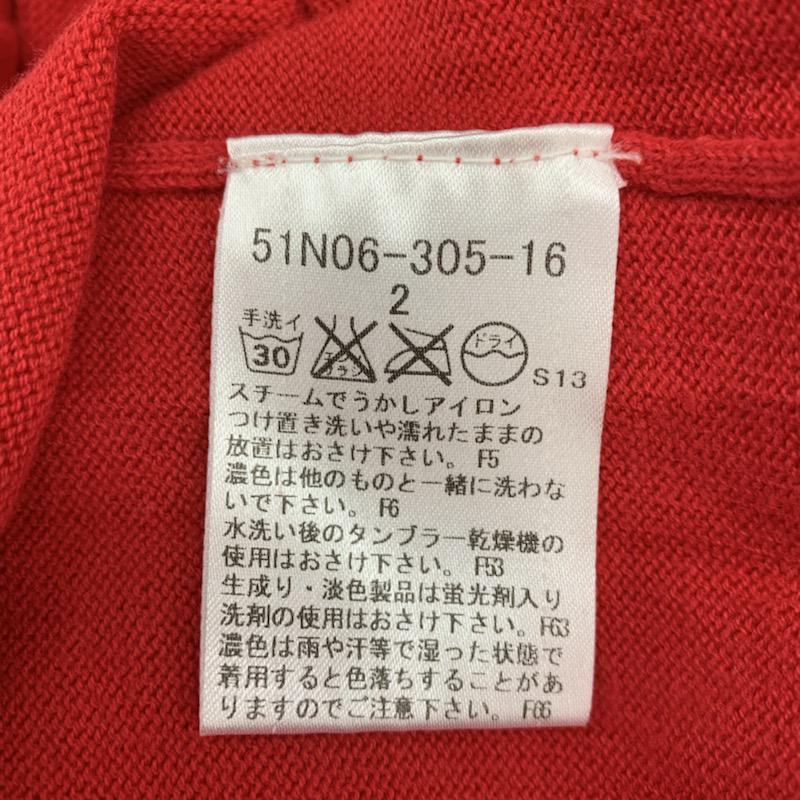 51N06-305-16
2
手洗イ
30
エンソ
サラシ
ドライ
S13
スチームでうかしアイロン
つけ置き洗いや濡れたままの
放置はおさけ下さい。F5
濃色は他のものと一緒に洗わな
いで下さい。F6
水洗い後のタンブラー乾燥機の
使用はおさけ下さい。F53
生成り・淡色製品は蛍光剤入り
洗剤の使用はおさけ下さい。F63
濃色は雨や汗等で湿った状態で
着用すると色落ちすることがあ
りますのでご注意下さい。F66